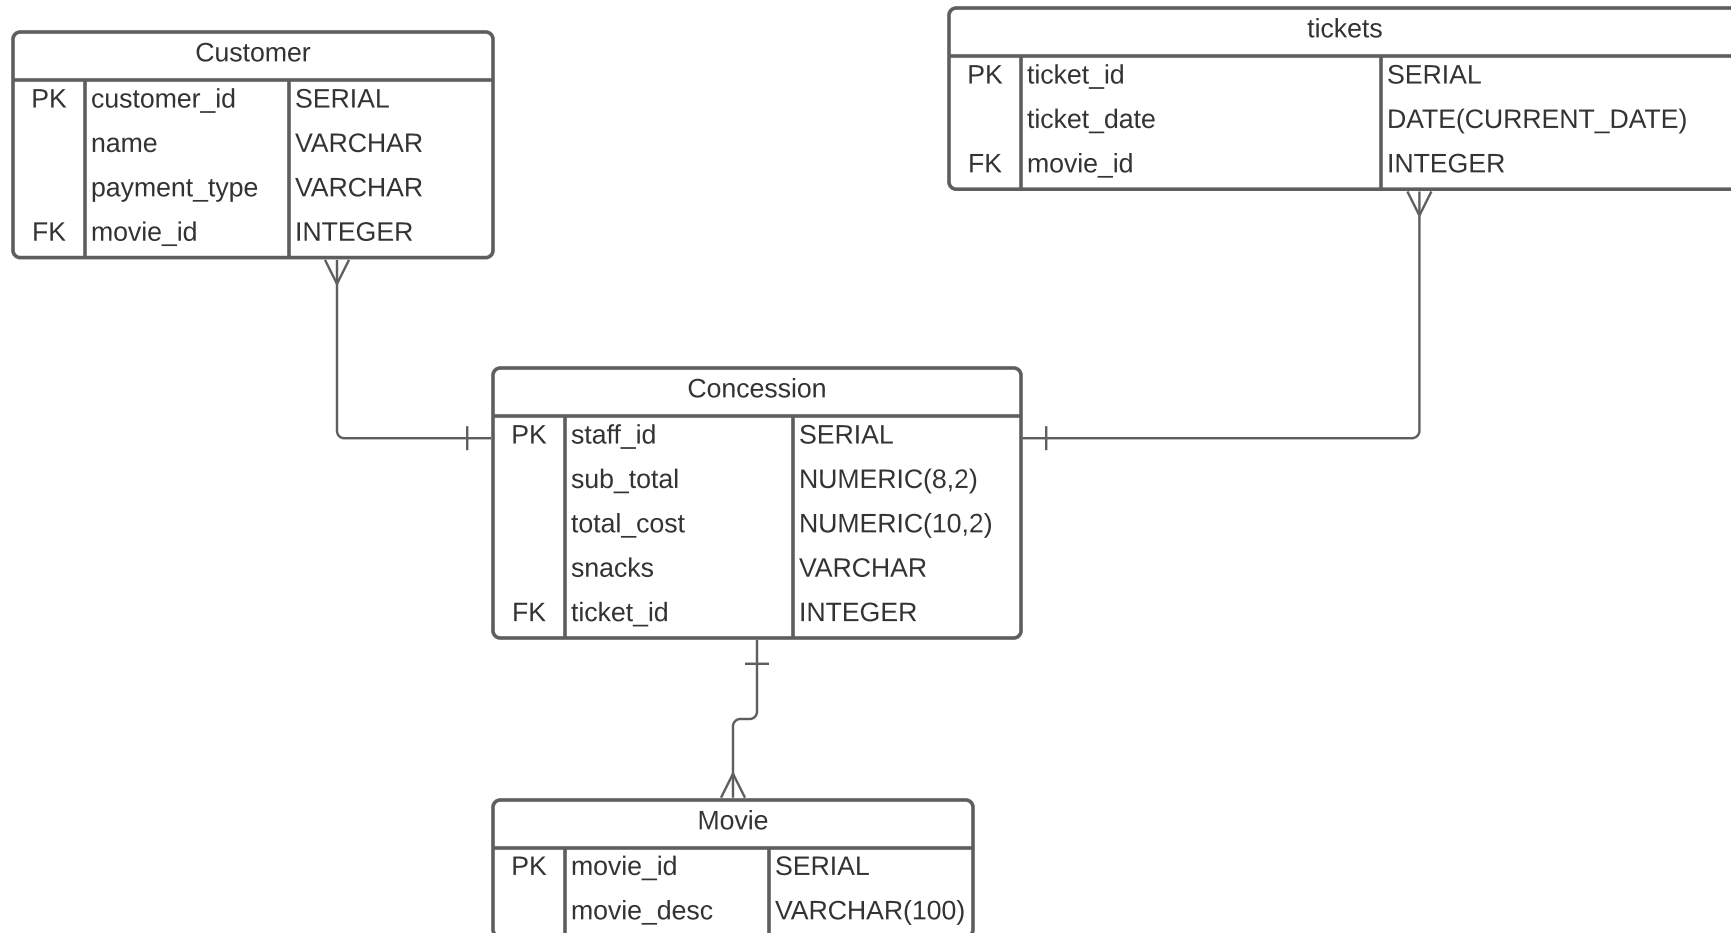 Customer
PK customer_id SERIAL
name VARCHAR
payment_type VARCHAR
FK movie_id INTEGER
tickets
PK ticket_id SERIAL
ticket_date DATE(CURRENT_DATE)
FK movie_id INTEGER
Concession
PK staff_id SERIAL
sub_total NUMERIC(8,2)
total_cost NUMERIC(10,2)
snacks VARCHAR
FK ticket_id INTEGER
Movie
PK movie_id SERIAL
movie_desc VARCHAR(100)